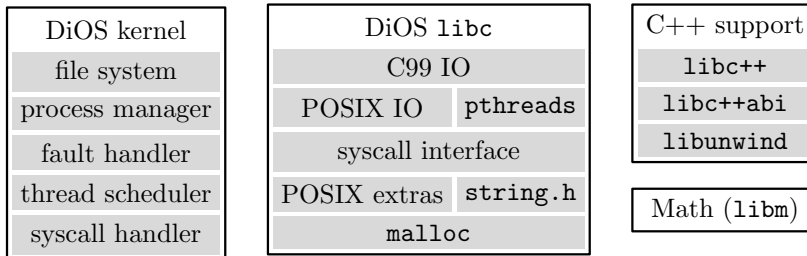 DiOS kernel
file system
process manager
fault handler
thread scheduler
syscall handler
DiOS libc
C99 IO
POSIX IO pthreads
syscall interface
POSIX extras string.h
malloc
C++ support
libc++
libc++abi
libunwind
Math (libm)